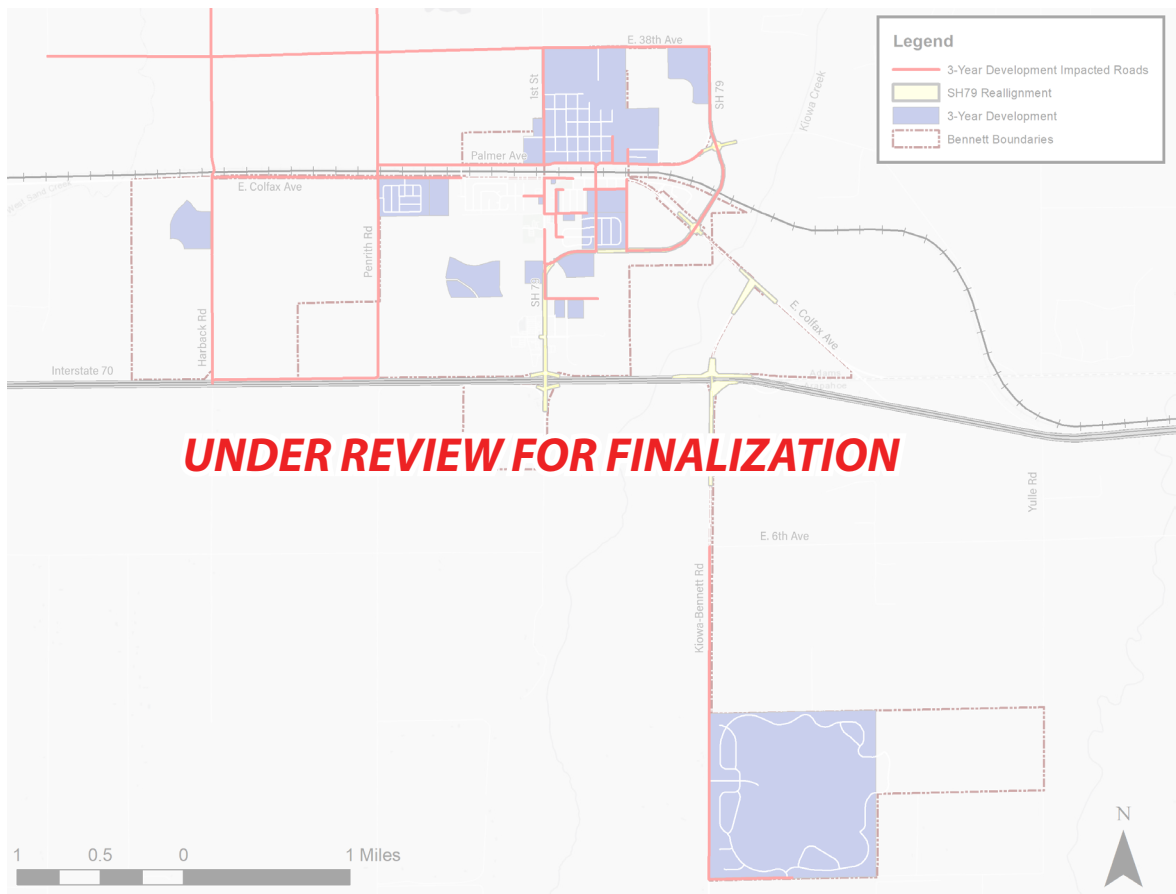 E. 38th Ave
Legend
3-Year Development Impacted Roads
SH79 Reallignment
3-Year Development
Bennett Boundaries
1st St
SH 79
Kiowa Creek
Palmer Ave
E. Colfax Ave
Penrith Rd
SH 79
Harback Rd
E. Colfax Ave
Interstate 70
Adams
Arapahoe
UNDER REVIEW FOR FINALIZATION
Yulle Rd
E. 6th Ave
Kiowa-Bennett Rd
N
1 0.5 0 1 Miles